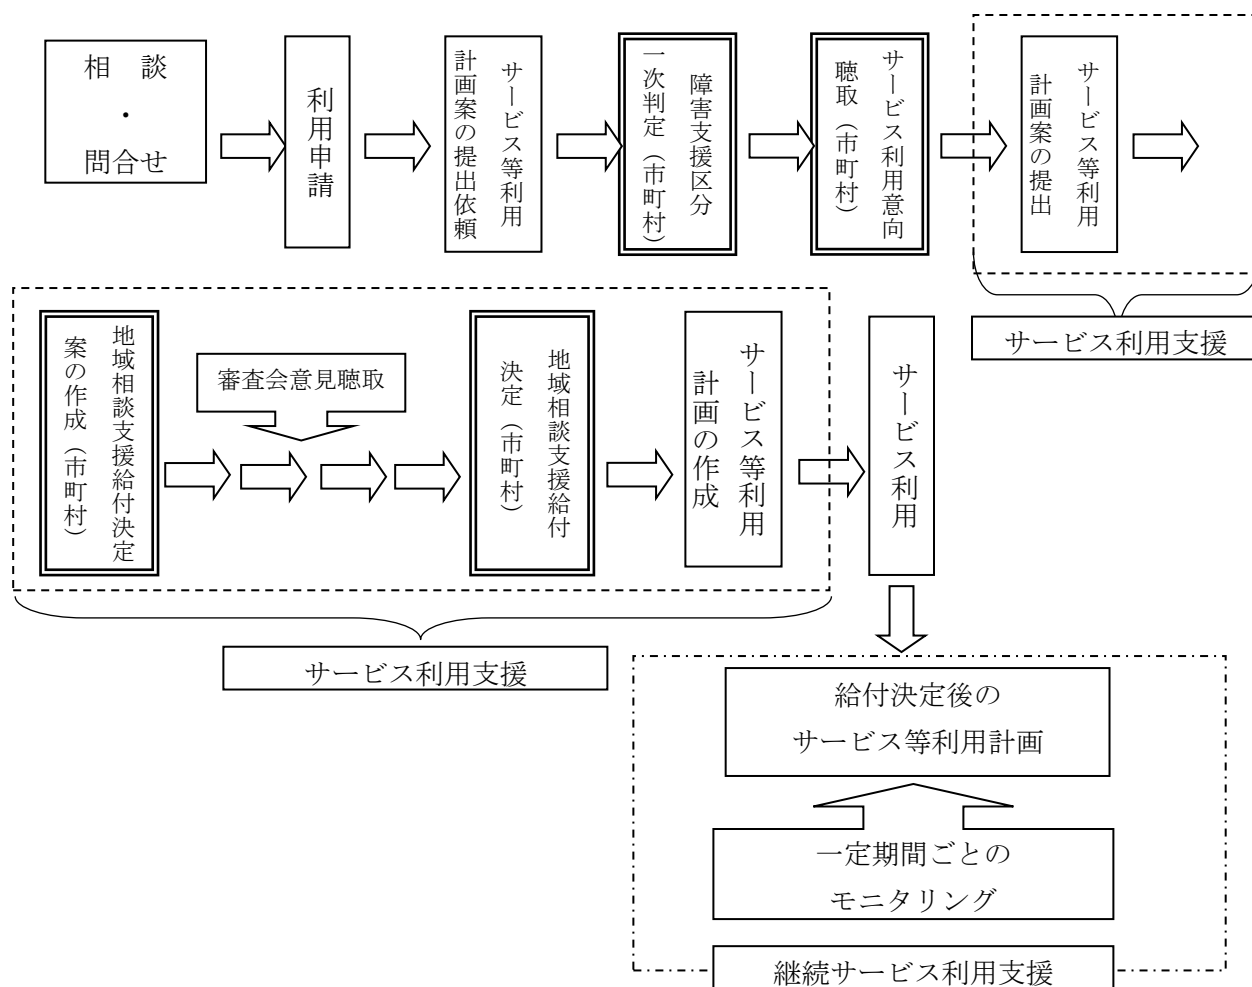 相　談
・
問合せ
利用申請
サービス等利用
計画案の提出依頼
障害支援区分
一次判定（市町村）
サービス利用意向
聴取（市町村）
サービス等利用
計画案の提出
サービス利用支援
地域相談支援給付決定
案の作成（市町村）
審査会意見聴取
地域相談支援給付
決定（市町村）
サービス等利用
計画の作成
サービス利用
サービス利用支援
給付決定後の
サービス等利用計画
一定期間ごとの
モニタリング
継続サービス利用支援